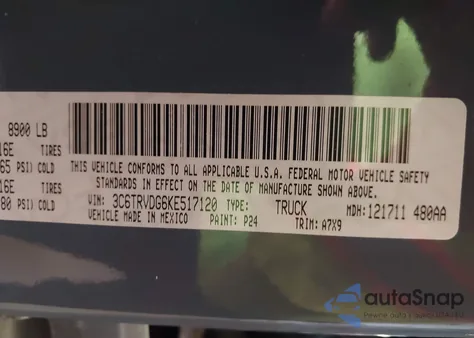 8900 LB
16E TIRES
65 PSI) COLD
16E TIRES
80 PSI) COLD
THIS VEHICLE CONFORMS TO ALL APPLICABLE U.S.A. FEDERAL MOTOR VEHICLE SAFETY
STANDARDS IN EFFECT ON THE DATE OF MANUFACTURE SHOWN ABOVE.
VIN: 3C6TRVDG6KE517120 TYPE: TRUCK MDH: 121711 480AA
VEHICLE MADE IN MEXICO PAINT: P24 TRIM: A7X9
autaSnap